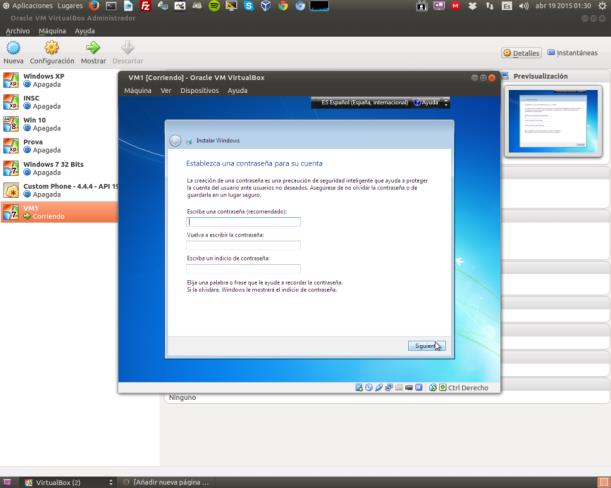 Aplicaciones Lugares
Es
abr 19 2015 01:30
Oracle VM VirtualBox Administrador
Archivo Máquina Ayuda
Nueva Configuración Mostrar Descartar
Detalles Instantáneas
Windows XP
Apagada
INSC
Apagada
Win 10
Apagada
Prova
Apagada
Windows 7 32 Bits
Apagada
Custom Phone - 4.4.4 - API 19
Apagada
VM1
Corriendo
Previsualización
VM1 [Corriendo] - Oracle VM VirtualBox
Máquina Ver Dispositivos Ayuda
ES Español (España, internacional) Ayuda
Instalar Windows
Establezca una contraseña para su cuenta
La creación de una contraseña es una precaución de seguridad inteligente que ayuda a proteger
la cuenta del usuario ante usuarios no deseados. Asegúrese de no olvidar la contraseña o de
guardarla en un lugar seguro.
Escriba una contraseña (recomendado):
Vuelva a escribir la contraseña:
Escriba un indicio de contraseña:
Elija una palabra o frase que le ayude a recordar la contraseña.
Si la olvidara, Windows le mostrará el indicio de contraseña.
Siguiente
Ctrl Derecho
Ninguno
VirtualBox (2)
[Añadir nueva página ...